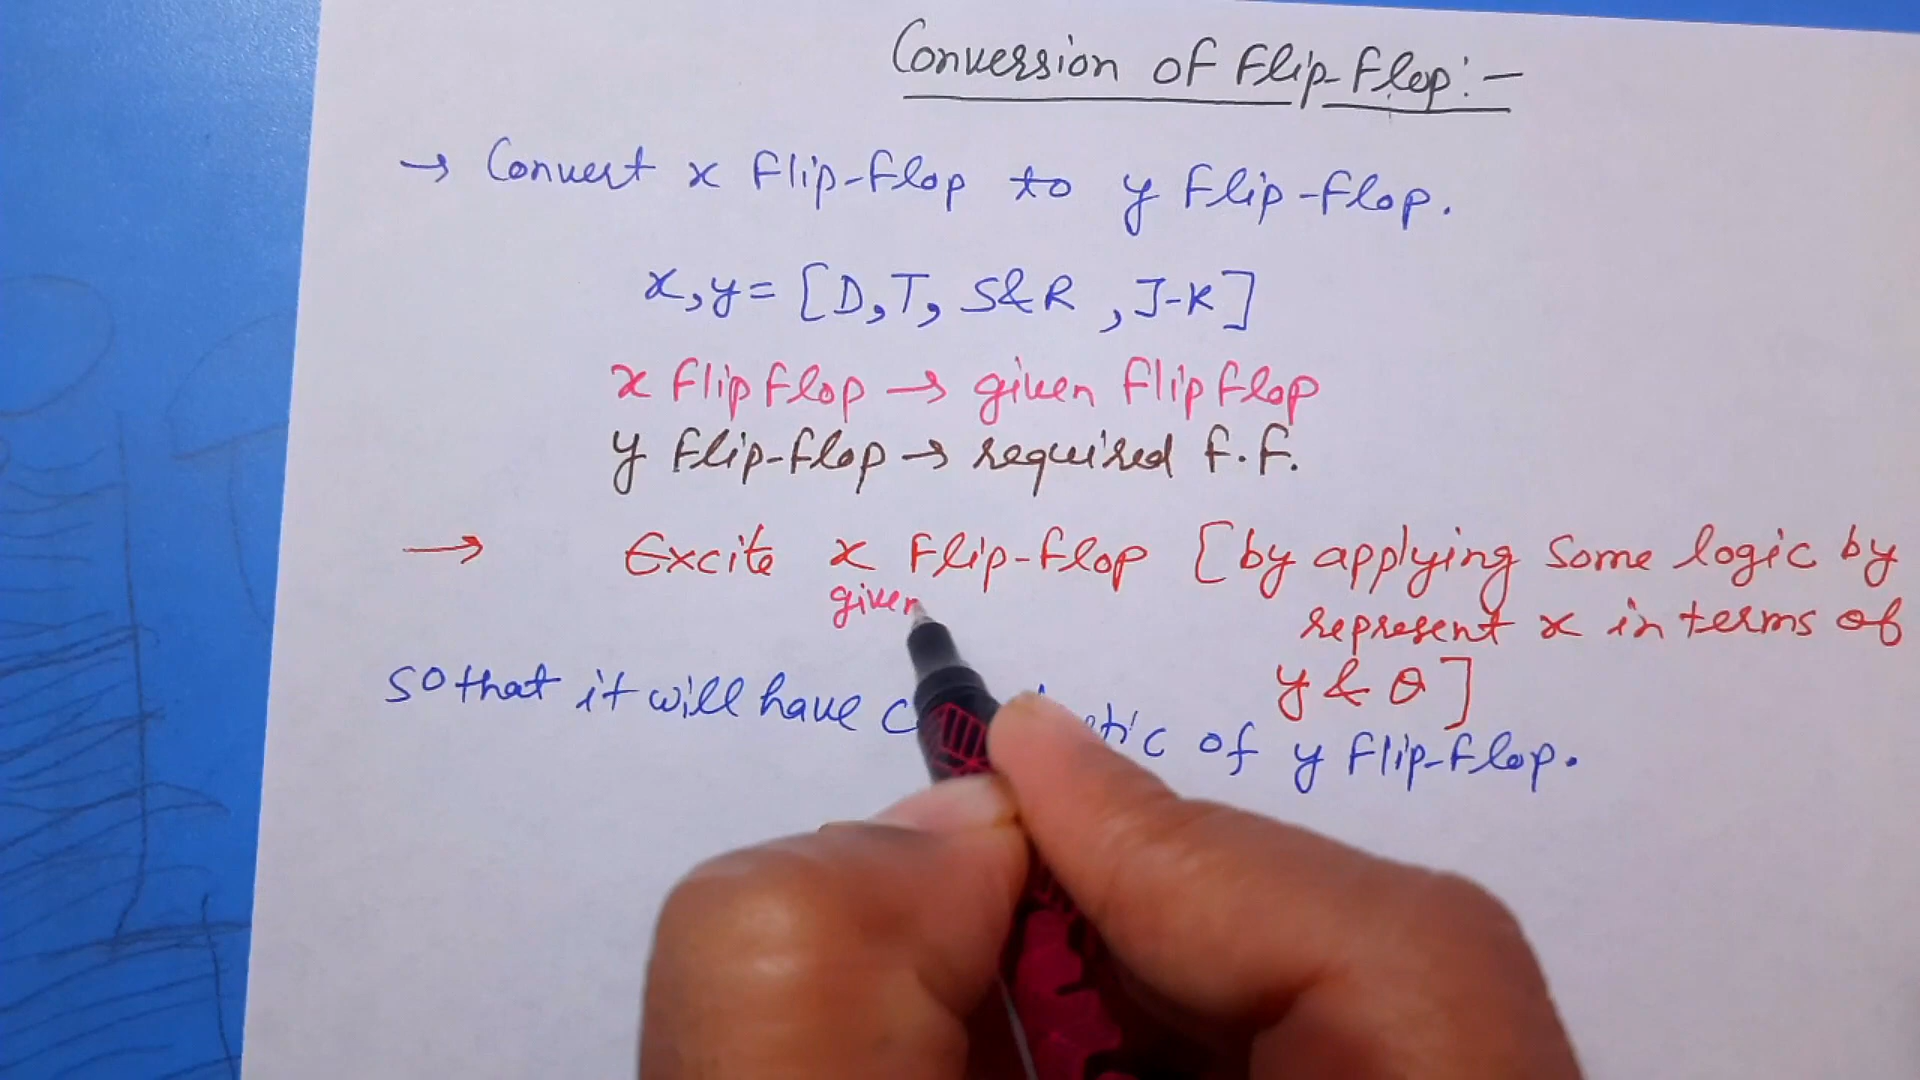 Conversion of Flip-Flop:-
→ Convert x Flip-Flop to y Flip-Flop.
x, y = [D, T, S&R, J-K]
x Flip Flop → given Flip Flop
y Flip-Flop → required F.F.
→ Excite x Flip-Flop [by applying some logic by
given
represent x in terms of
y & Q]
so that it will have of y Flip-Flop.